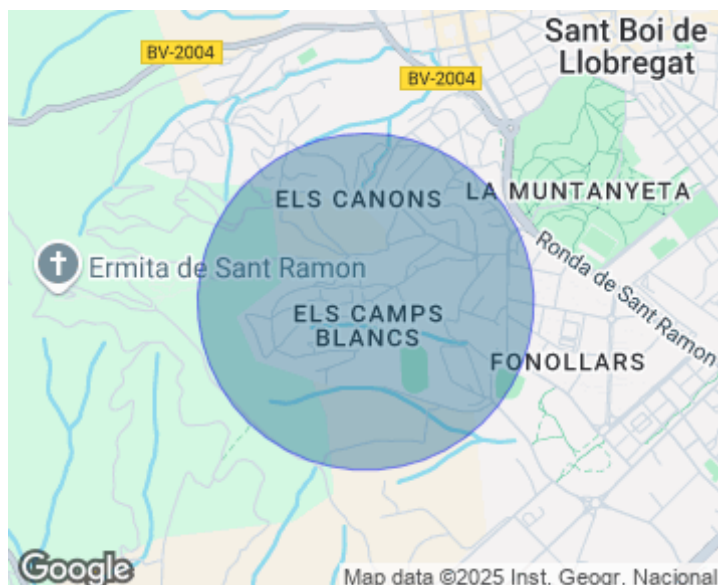 Sant Boi de
Llobregat
BV-2004
BV-2004
ELS CANONS
LA MUNTANYETA
Ermita de Sant Ramon
Ronda de Sant Ramon
ELS CAMPS
BLANCS
FONOLLARS
Google
Map data ©2025 Inst. Geogr. Nacional